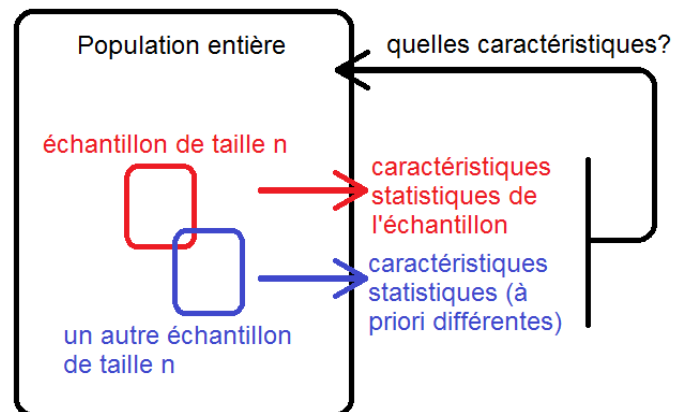 Population entière
quelles caractéristiques?
échantillon de taille n
caractéristiques
statistiques de
l'échantillon
caractéristiques
statistiques (à
priori différentes)
un autre échantillon
de taille n